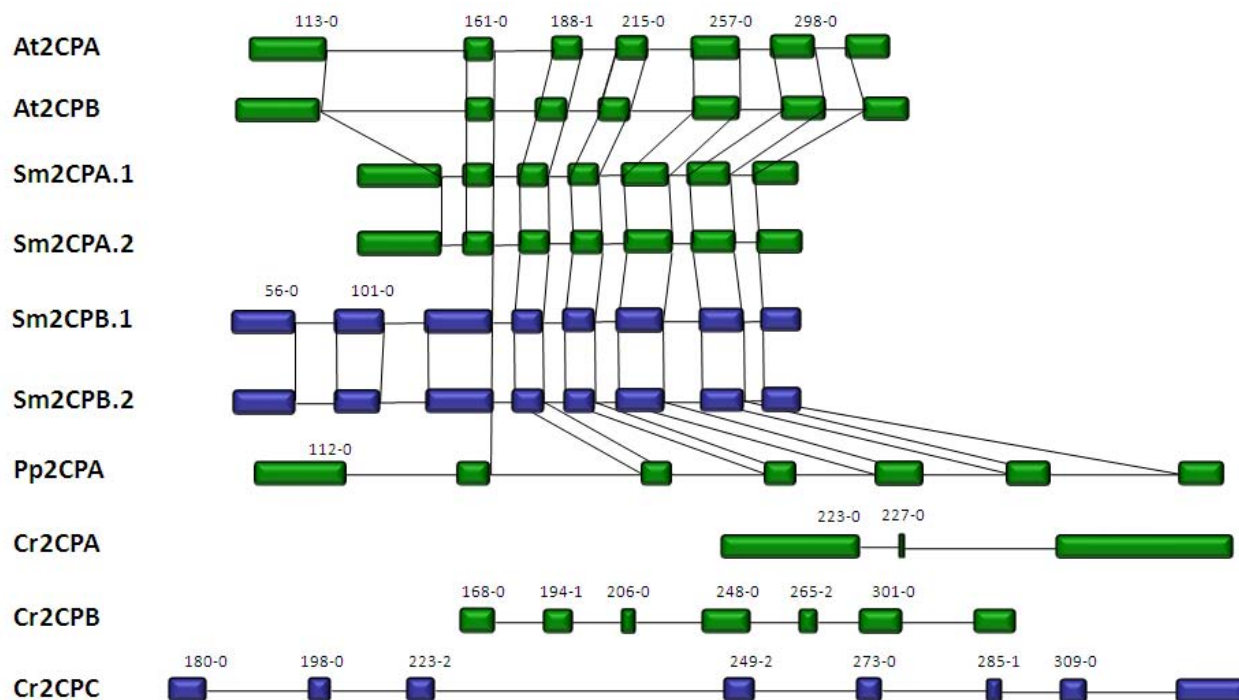 113-0 161-0 188-1 215-0 257-0 298-0
At2CPA
At2CPB
Sm2CPA.1
Sm2CPA.2
56-0 101-0
Sm2CPB.1
Sm2CPB.2
112-0
Pp2CPA
223-0 227-0
Cr2CPA
168-0 194-1 206-0 248-0 265-2 301-0
Cr2CPB
180-0 198-0 223-2 249-2 273-0 285-1 309-0
Cr2CPC